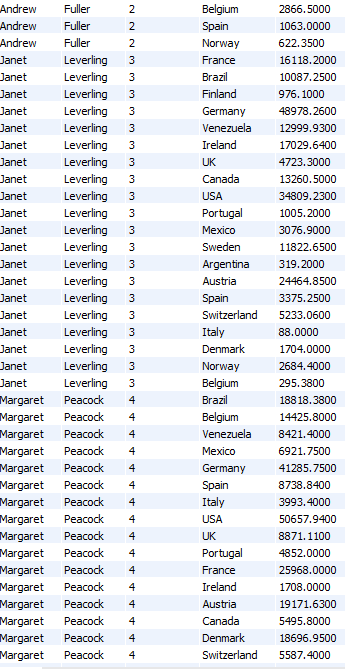 Andrew Fuller 2 Belgium 2866.5000
Andrew Fuller 2 Spain 1063.0000
Andrew Fuller 2 Norway 622.3500
Janet Leverling 3 France 16118.2000
Janet Leverling 3 Brazil 10087.2500
Janet Leverling 3 Finland 976.1000
Janet Leverling 3 Germany 48978.2600
Janet Leverling 3 Venezuela 12999.9300
Janet Leverling 3 Ireland 17029.6400
Janet Leverling 3 UK 4723.3000
Janet Leverling 3 Canada 13260.5000
Janet Leverling 3 USA 34809.2300
Janet Leverling 3 Portugal 1005.2000
Janet Leverling 3 Mexico 3076.9000
Janet Leverling 3 Sweden 11822.6500
Janet Leverling 3 Argentina 319.2000
Janet Leverling 3 Austria 24464.8500
Janet Leverling 3 Spain 3375.2500
Janet Leverling 3 Switzerland 5233.0600
Janet Leverling 3 Italy 88.0000
Janet Leverling 3 Denmark 1704.0000
Janet Leverling 3 Norway 2684.4000
Janet Leverling 3 Belgium 295.3800
Margaret Peacock 4 Brazil 18818.3800
Margaret Peacock 4 Belgium 14425.8000
Margaret Peacock 4 Venezuela 8421.4000
Margaret Peacock 4 Mexico 6921.7500
Margaret Peacock 4 Germany 41285.7500
Margaret Peacock 4 Spain 8738.8400
Margaret Peacock 4 Italy 3993.4000
Margaret Peacock 4 USA 50657.9400
Margaret Peacock 4 UK 8871.1100
Margaret Peacock 4 Portugal 4852.0000
Margaret Peacock 4 France 25968.0000
Margaret Peacock 4 Ireland 1708.0000
Margaret Peacock 4 Austria 19171.6300
Margaret Peacock 4 Canada 5495.8000
Margaret Peacock 4 Denmark 18696.9500
Margaret Peacock 4 Switzerland 5587.4000